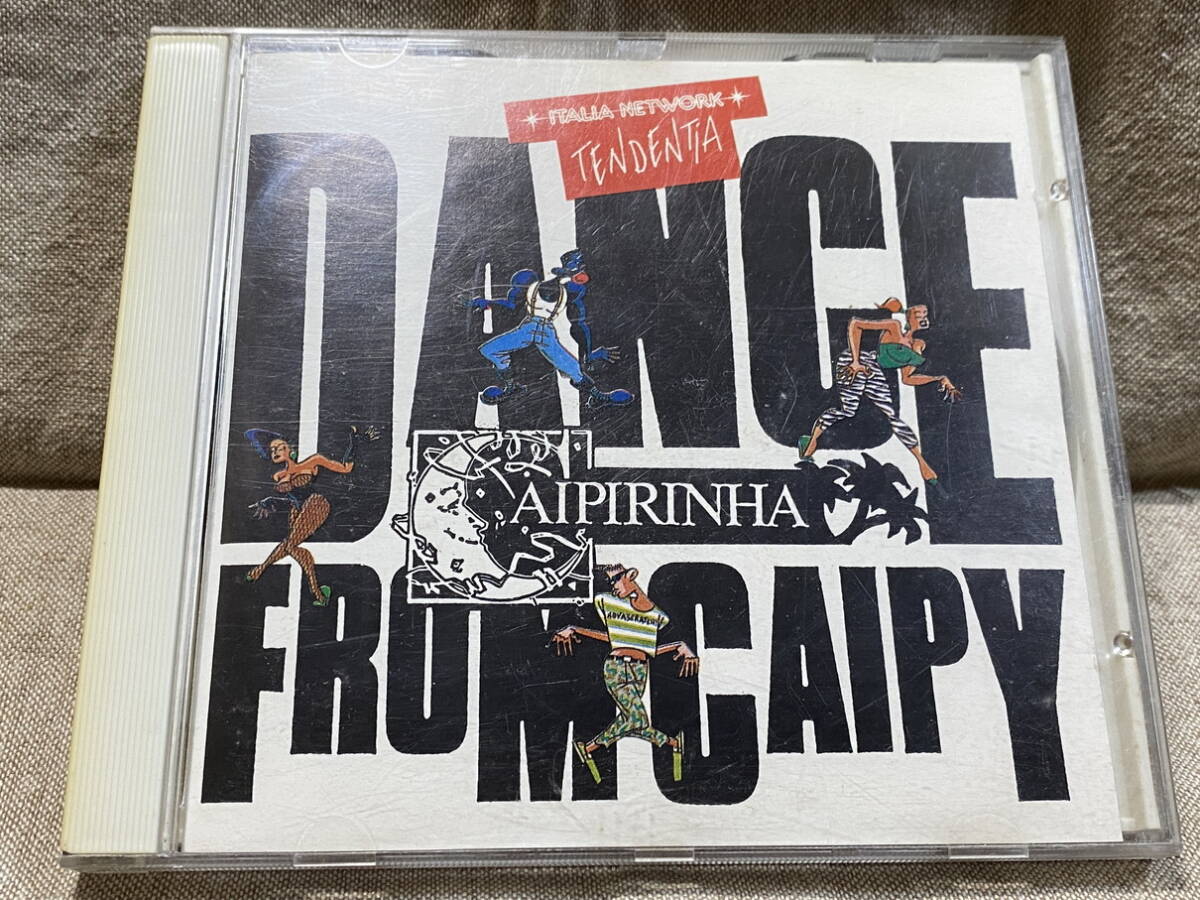 ITALIA NETWORK
TENDENTIA
DANCE
CAIPIRINHA
FROM CAIPY